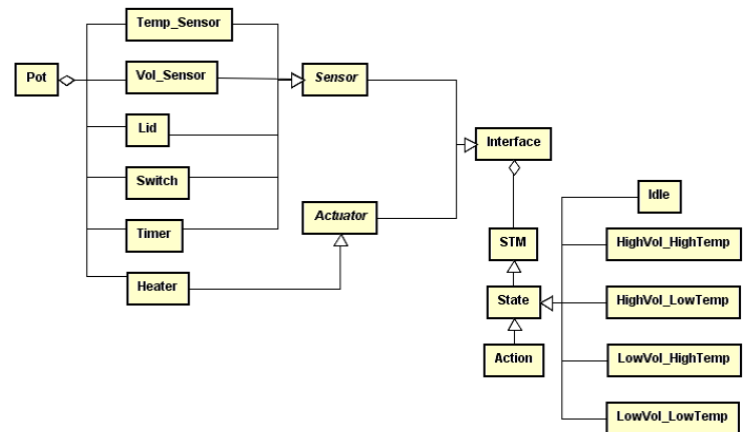 Temp_Sensor
Pot
Vol_Sensor
Sensor
Lid
Interface
Switch
Idle
Timer
Actuator
STM
HighVol_HighTemp
Heater
State
HighVol_LowTemp
Action
LowVol_HighTemp
LowVol_LowTemp